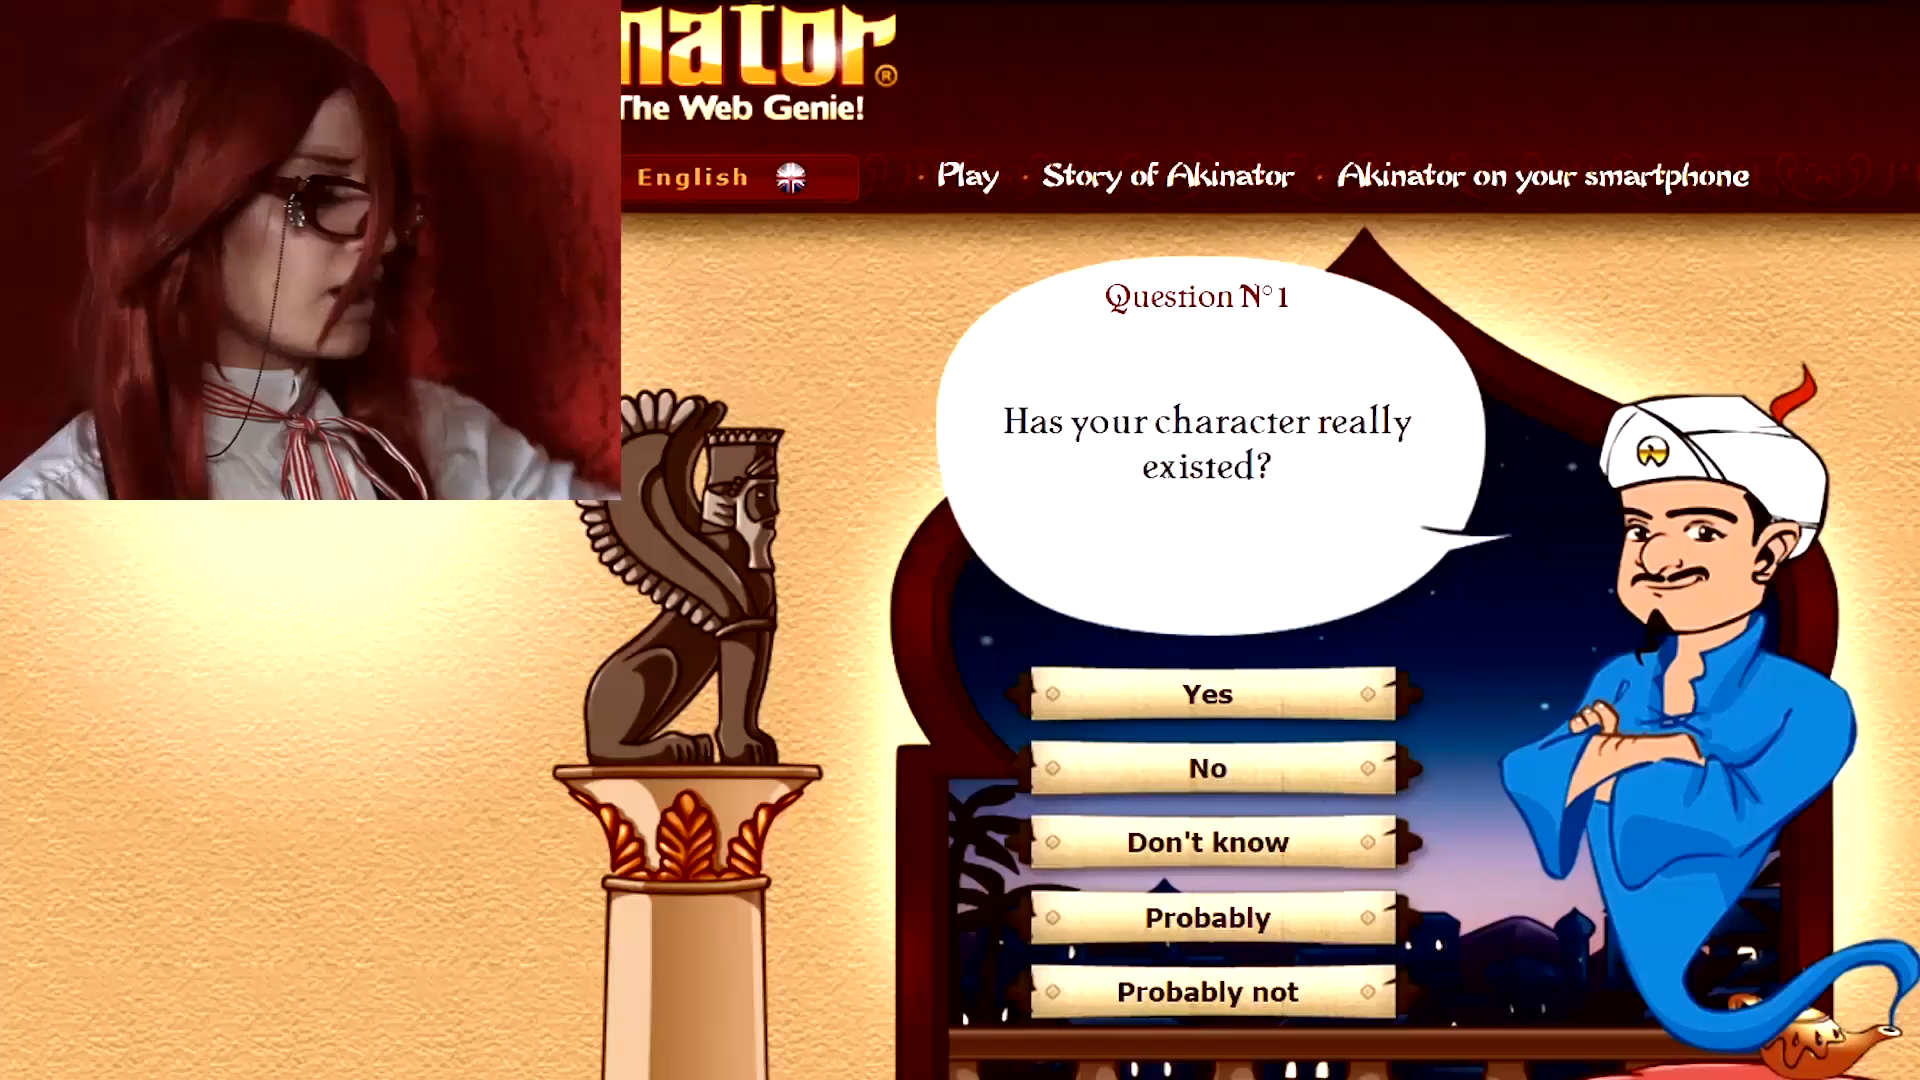 nator®
The Web Genie!
English
· Play · Story of Akinator · Akinator on your smartphone
Question N°1
Has your character really
existed?
Yes
No
Don't know
Probably
Probably not